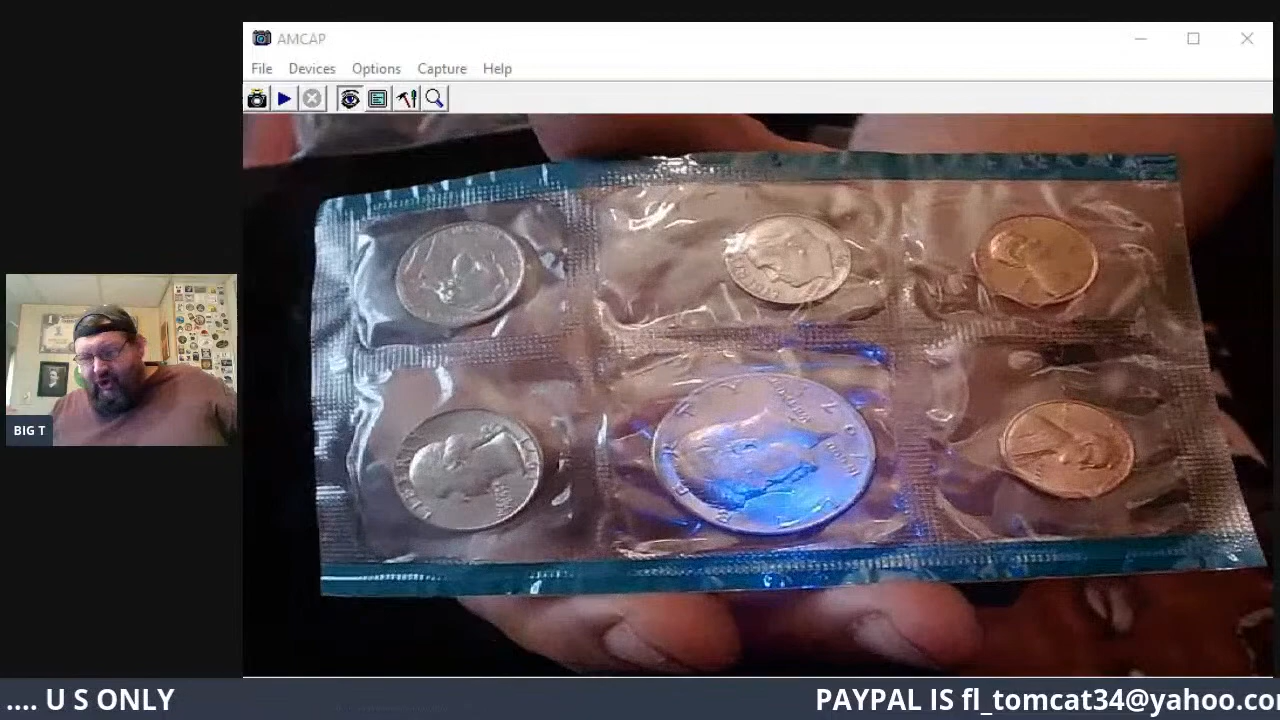 AMCAP
File Devices Options Capture Help
BIG T
.... U S ONLY
PAYPAL IS fl_tomcat34@yahoo.co